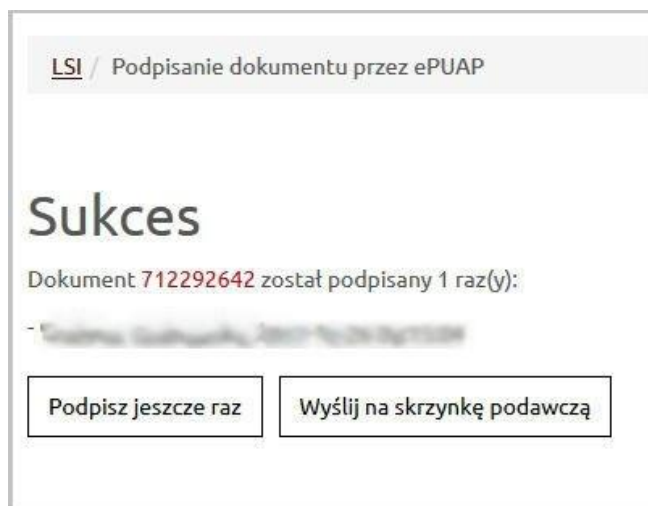 LSI / Podpisanie dokumentu przez ePUAP
Sukces
Dokument 712292642 został podpisany 1 raz(y):
-
Podpisz jeszcze raz
Wyślij na skrzynkę podawczą